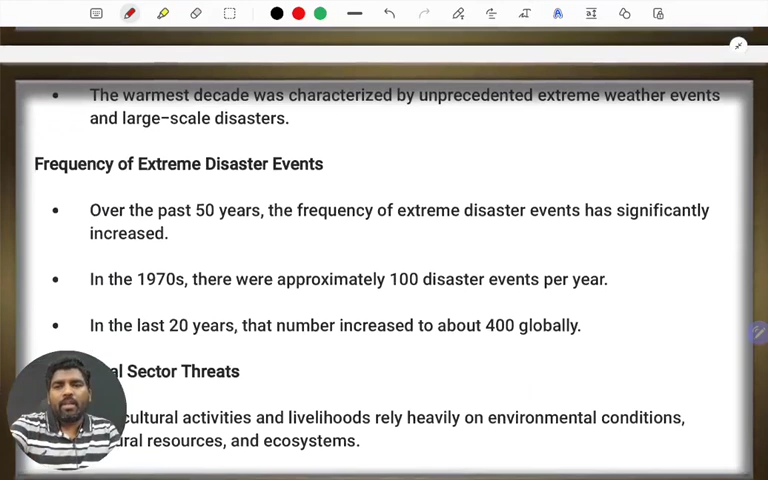 The warmest decade was characterized by unprecedented extreme weather events
and large-scale disasters.
Frequency of Extreme Disaster Events
• Over the past 50 years, the frequency of extreme disaster events has significantly
increased.
• In the 1970s, there were approximately 100 disaster events per year.
• In the last 20 years, that number increased to about 400 globally.
Sector Threats
activities and livelihoods rely heavily on environmental conditions,
resources, and ecosystems.